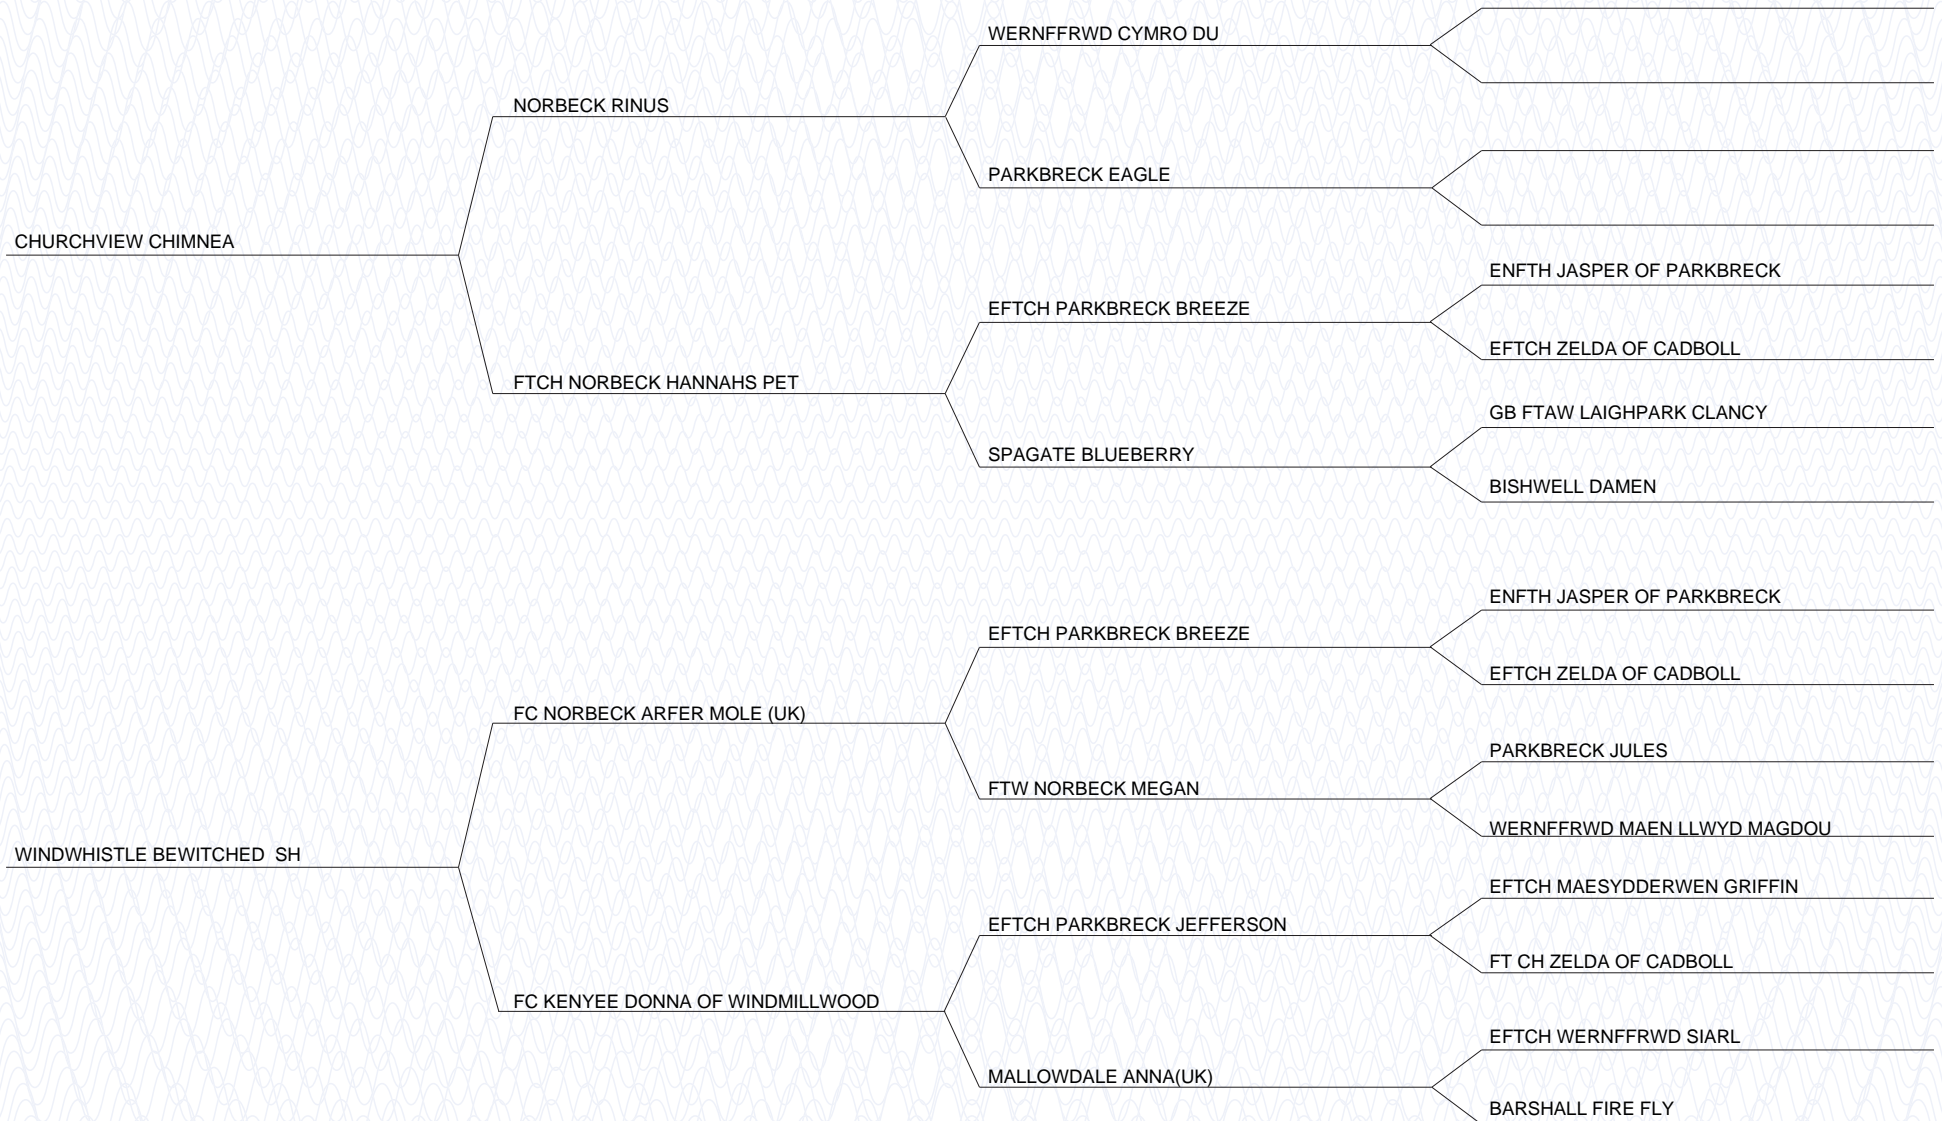 WERNFFRWD CYMRO DU
NORBECK RINUS
PARKBRECK EAGLE
CHURCHVIEW CHIMNEA
ENFTH JASPER OF PARKBRECK
EFTCH PARKBRECK BREEZE
EFTCH ZELDA OF CADBOLL
FTCH NORBECK HANNAHS PET
GB FTAW LAIGHPARK CLANCY
SPAGATE BLUEBERRY
BISHWELL DAMEN
ENFTH JASPER OF PARKBRECK
EFTCH PARKBRECK BREEZE
EFTCH ZELDA OF CADBOLL
FC NORBECK ARFER MOLE (UK)
PARKBRECK JULES
FTW NORBECK MEGAN
WERNFFRWD MAEN LLWYD MAGDOU
WINDWHISTLE BEWITCHED  SH
EFTCH MAESYDDERWEN GRIFFIN
EFTCH PARKBRECK JEFFERSON
FT CH ZELDA OF CADBOLL
FC KENYEE DONNA OF WINDMILLWOOD
EFTCH WERNFFRWD SIARL
MALLOWDALE ANNA(UK)
BARSHALL FIRE FLY